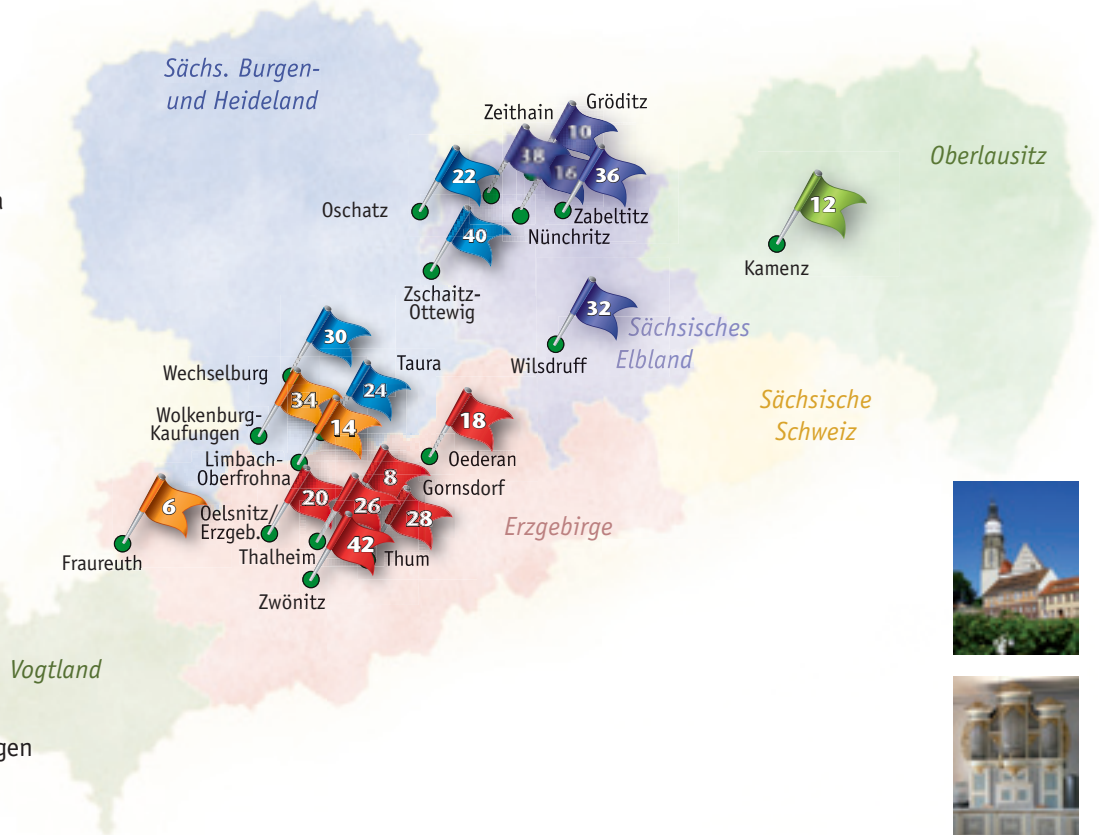 Sächs. Burgen-
und Heideland
Zeithain
Gröditz
10
38
16
36
22
Oberlausitz
Oschatz
Zabeltitz
12
Nünchritz
40
Kamenz
Zschaitz-
Ottewig
32
Sächsisches
Elbland
30
Wilsdruff
Taura
Wechselburg
24
34
Sächsische
Schweiz
Wolkenburg-
Kaufungen
14
18
Limbach-
Oberfrohna
Oederan
8
Gornsdorf
20
26
6
Oelsnitz/
Erzgeb.
28
Erzgebirge
42
Thalheim
Thum
Fraureuth
Zwönitz
Vogtland
gen